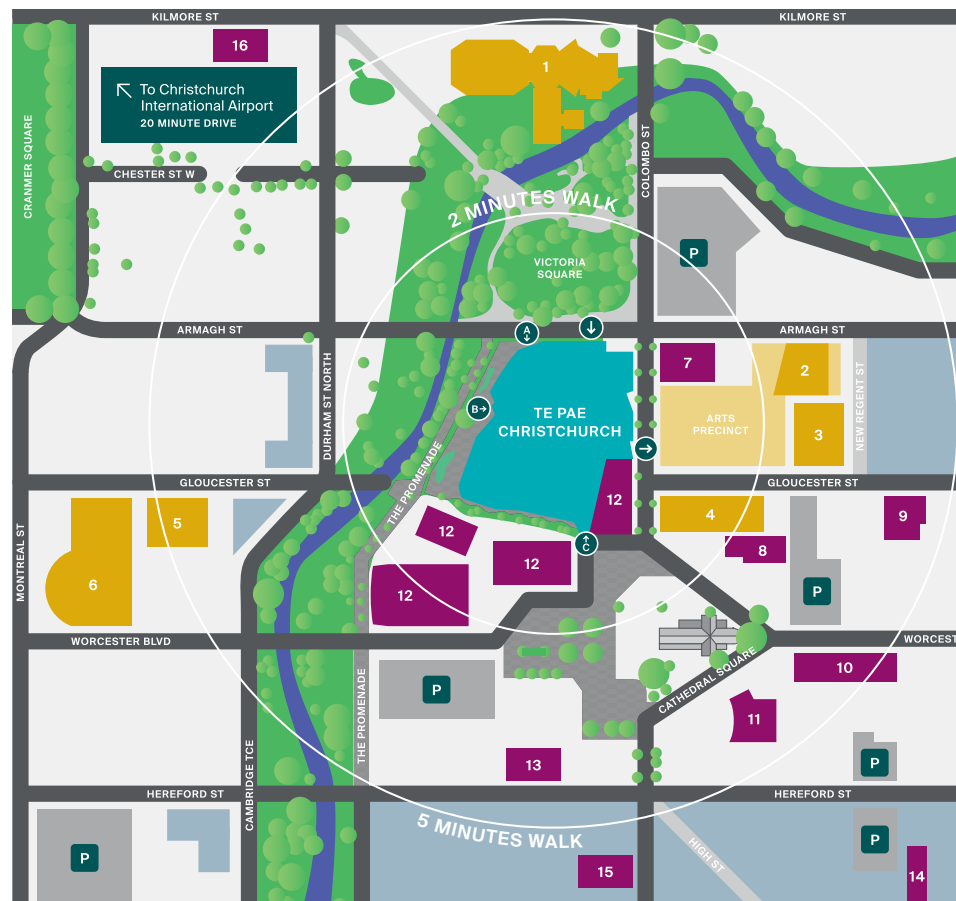 KILMORE ST
KILMORE ST
16
1
To Christchurch
International Airport
20 MINUTE DRIVE
CRANMER SQUARE
COLOMBO ST
CHESTER ST W
2 MINUTES WALK
P
VICTORIA
SQUARE
ARMAGH ST
A
ARMAGH ST
DURHAM ST NORTH
7
2
NEW REGENT ST
B
TE PAE
CHRISTCHURCH
ARTS
PRECINCT
3
THE PROMENADE
GLOUCESTER ST
GLOUCESTER ST
12
MONTREAL ST
5
4
9
12
C
8
12
6
12
P
WORCESTER BLVD
WORCEST
CATHEDRAL SQUARE
10
THE PROMENADE
P
11
13
P
CAMBRIDGE TCE
HEREFORD ST
HEREFORD ST
5 MINUTES WALK
P
P
HIGH ST
15
14